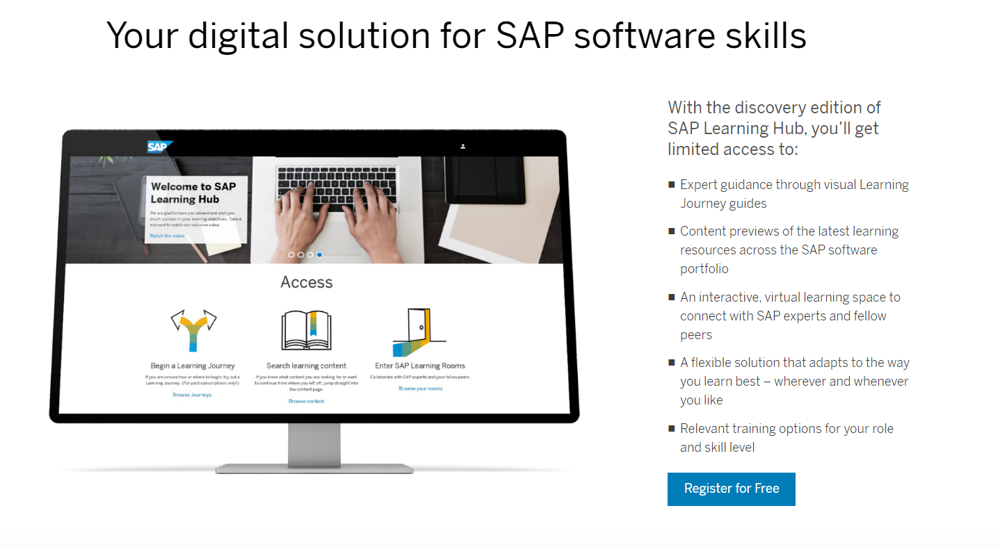 Your digital solution for SAP software skills
SAP
Welcome to SAP
Learning Hub
We are glad to have you aboard and wish you
much success in your learning objectives. Take a
moment to watch our welcome video:
Watch the video
Access
Begin a Learning Journey
If you are unsure how or where to begin, try out a
Learning Journey. (For paid subscriptions only!)
Browse Journeys
Search learning content
If you know what content you are looking for or want
to continue from where you left off, jump straight into
the content page.
Browse content
Enter SAP Learning Rooms
Collaborate with SAP experts and your fellow peers.
Browse your rooms
With the discovery edition of
SAP Learning Hub, you’ll get
limited access to:
■ Expert guidance through visual Learning
Journey guides
■ Content previews of the latest learning
resources across the SAP software
portfolio
■ An interactive, virtual learning space to
connect with SAP experts and fellow
peers
■ A flexible solution that adapts to the way
you learn best – wherever and whenever
you like
■ Relevant training options for your role
and skill level
Register for Free